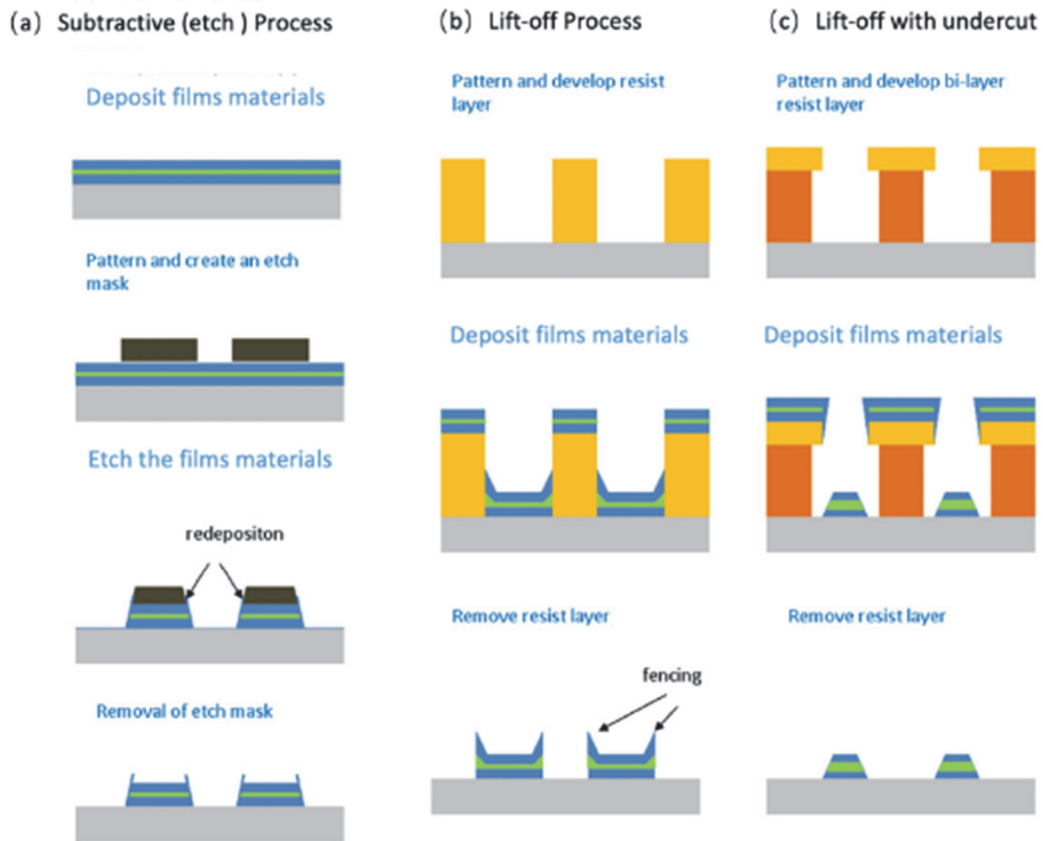 (a) Subtractive (etch ) Process
Deposit films materials
Pattern and create an etch
mask
Etch the films materials
redepositon
Removal of etch mask
(b) Lift-off Process
Pattern and develop resist
layer
Deposit films materials
Remove resist layer
fencing
(c) Lift-off with undercut
Pattern and develop bi-layer
resist layer
Deposit films materials
Remove resist layer